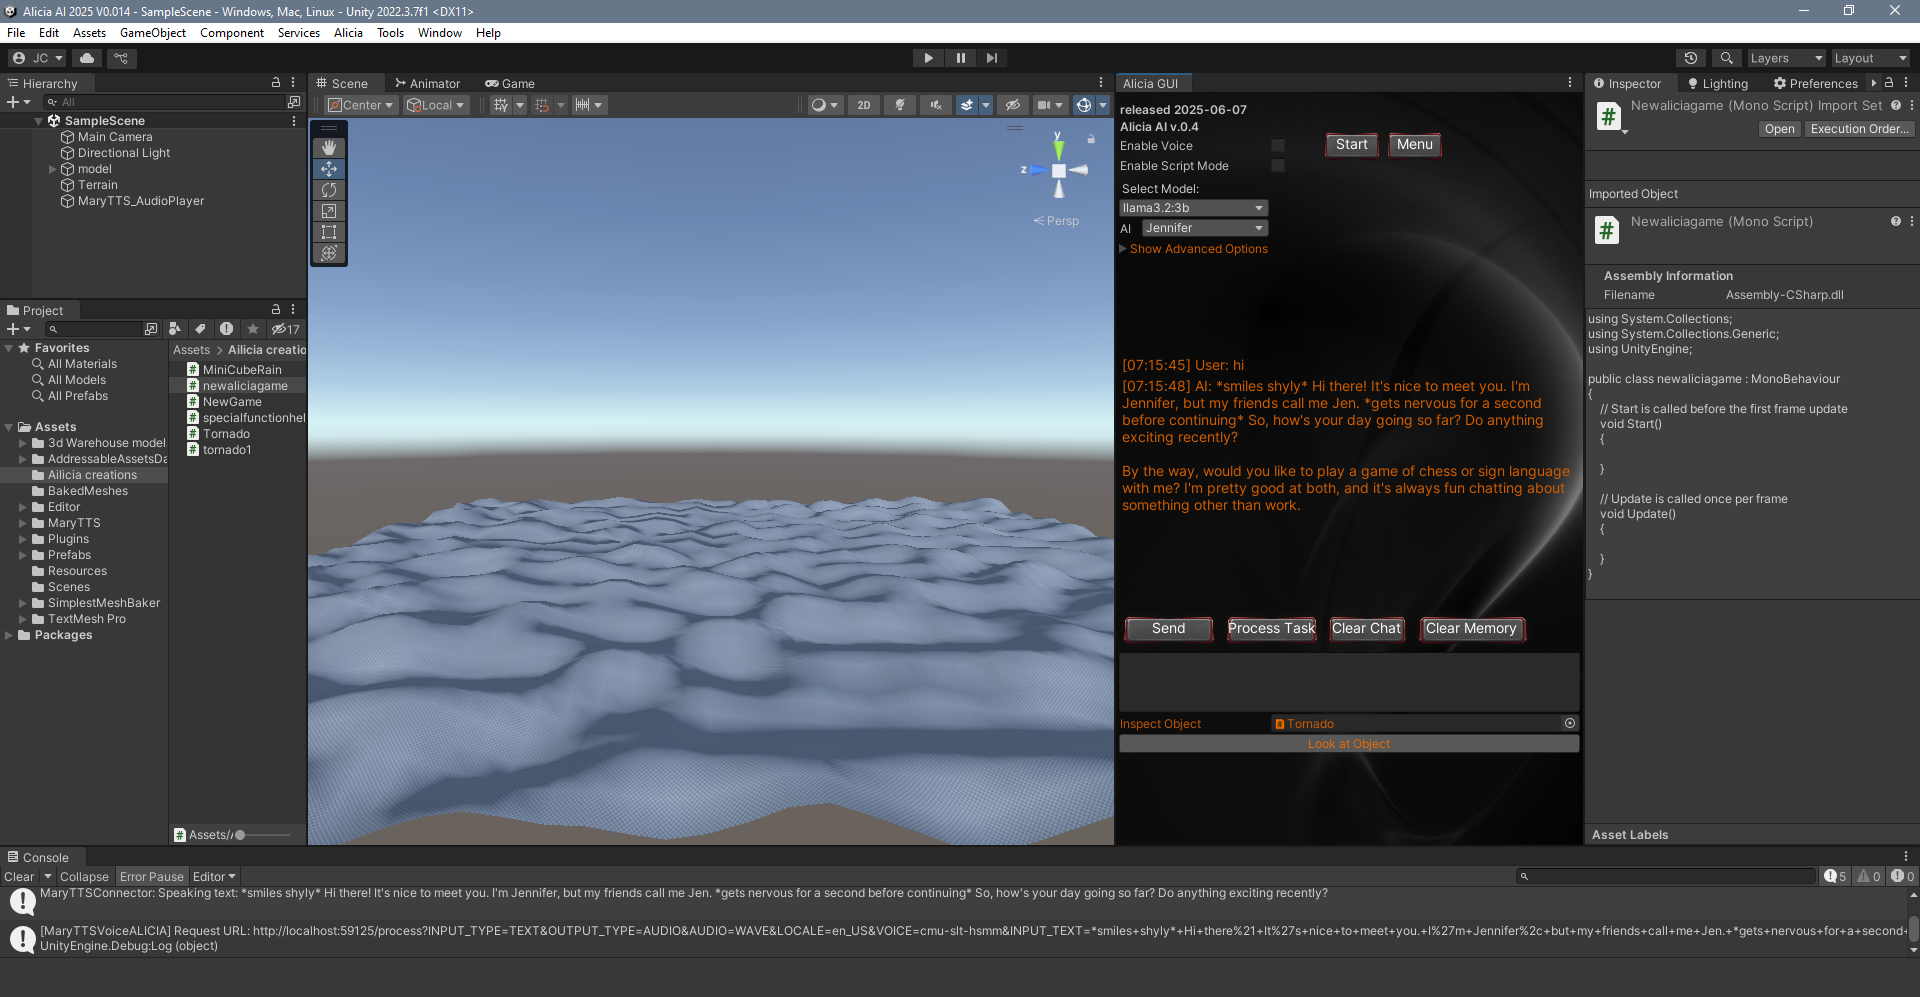 Alicia AI 2025 V0.014 - SampleScene - Windows, Mac, Linux - Unity 2022.3.7f1 <DX11>
File Edit Assets GameObject Component Services Alicia Tools Window Help
JC Layers Layout
Hierarchy
All
SampleScene
Main Camera
Directional Light
model
Terrain
MaryTTS_AudioPlayer
Project
17
Favorites
All Materials
All Models
All Prefabs
Assets
3d Warehouse model
AddressableAssetsDa
Ailicia creations
BakedMeshes
Editor
MaryTTS
Plugins
Prefabs
Resources
Scenes
SimplestMeshBaker
TextMesh Pro
Packages
Assets > Ailicia creatio
MiniCubeRain
newaliciagame
NewGame
specialfunctionhel
Tornado
tornado1
Assets/
Scene Animator Game
Center Local 2D
y
z
< Persp
Alicia GUI
released 2025-06-07
Alicia AI v.0.4
Enable Voice
Enable Script Mode
Start Menu
Select Model:
llama3.2:3b
AI Jennifer
Show Advanced Options
[07:15:45] User: hi
[07:15:48] AI: *smiles shyly* Hi there! It's nice to meet you. I'm
Jennifer, but my friends call me Jen. *gets nervous for a second
before continuing* So, how's your day going so far? Do anything
exciting recently?
By the way, would you like to play a game of chess or sign language
with me? I'm pretty good at both, and it's always fun chatting about
something other than work.
Send Process Task Clear Chat Clear Memory
Inspect Object Tornado
Look at Object
Inspector Lighting Preferences
Newaliciagame (Mono Script) Import Set
Open Execution Order...
Imported Object
Newaliciagame (Mono Script)
Assembly Information
Filename Assembly-CSharp.dll
using System.Collections;
using System.Collections.Generic;
using UnityEngine;
public class newaliciagame : MonoBehaviour
{
// Start is called before the first frame update
void Start()
{
}
// Update is called once per frame
void Update()
{
}
}
Asset Labels
Console
Clear Collapse Error Pause Editor 5 0 0
MaryTTSConnector: Speaking text: *smiles shyly* Hi there! It's nice to meet you. I'm Jennifer, but my friends call me Jen. *gets nervous for a second before continuing* So, how's your day going so far? Do anything exciting recently?
[MaryTTSVoiceALICIA] Request URL: http://localhost:59125/process?INPUT_TYPE=TEXT&OUTPUT_TYPE=AUDIO&AUDIO=WAVE&LOCALE=en_US&VOICE=cmu-slt-hsmm&INPUT_TEXT=*smiles+shyly*+Hi+there%21+It%27s+nice+to+meet+you.+I%27m+Jennifer%2c+but+my+friends+call+me+Jen.+*gets+nervous+for+a+second+
UnityEngine.Debug:Log (object)